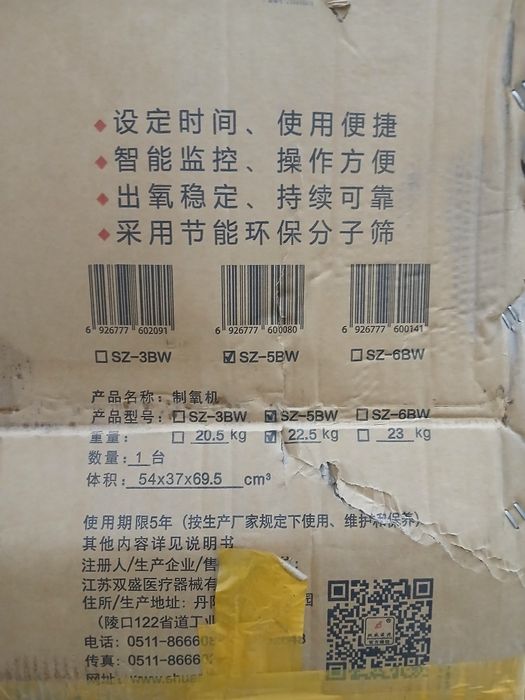 设定时间、使用便捷
智能监控、操作方便
出氧稳定、持续可靠
采用节能环保分子筛
6 926777 602091
6 926777 600080
6 926777 600141
SZ-3BW
SZ-5BW
SZ-6BW
产品名称：制氧机
产品型号：SZ-3BW SZ-5BW SZ-6BW
重量：20.5 kg 22.5 kg 23 kg
数量：1 台
体积：54x37x69.5 cm³
使用期限5年（按生产厂家规定下使用、维护和保养）
其他内容详见说明书
注册人/生产企业/售
江苏双盛医疗器械有
住所/生产地址：丹 园
（陵口122省道工业
电话：0511-8666
传真：0511-8666
网址：www.shua